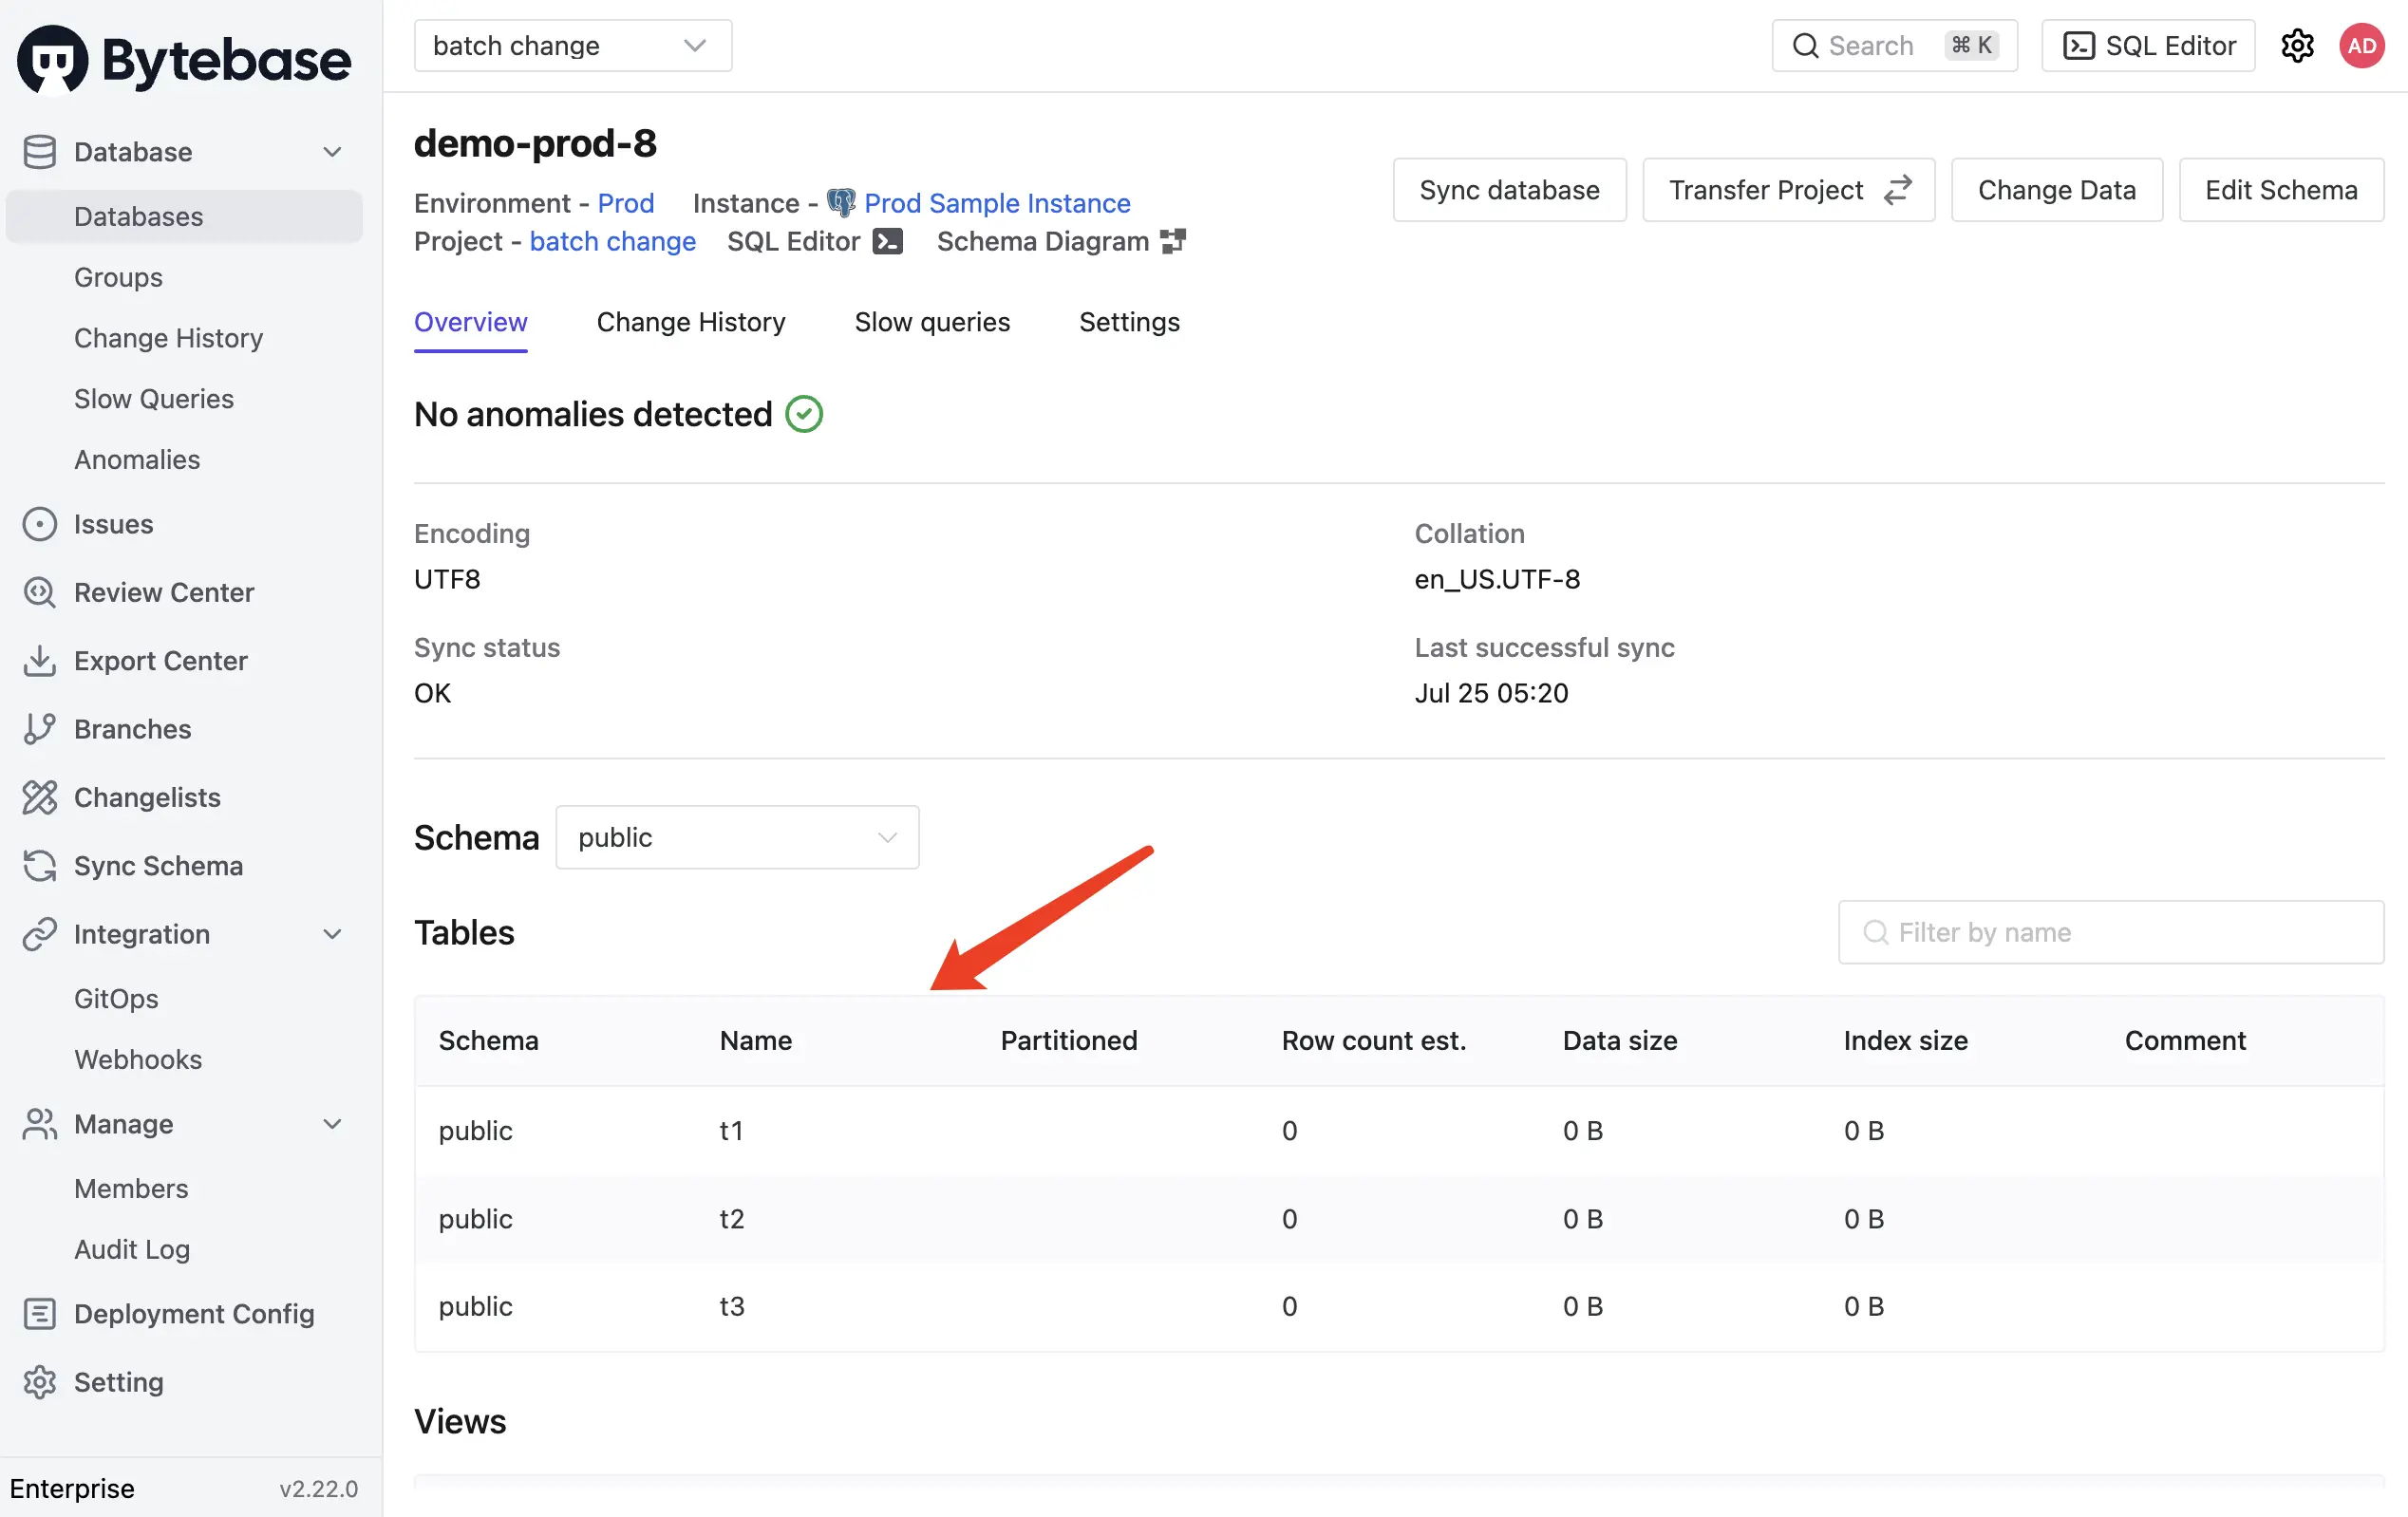 Bytebase
Database
Databases
Groups
Change History
Slow Queries
Anomalies
Issues
Review Center
Export Center
Branches
Changelists
Sync Schema
Integration
GitOps
Webhooks
Manage
Members
Audit Log
Deployment Config
Setting
Enterprise v2.22.0
batch change
Search ⌘ K
SQL Editor
AD
demo-prod-8
Environment - Prod Instance - Prod Sample Instance
Project - batch change SQL Editor Schema Diagram
Sync database Transfer Project Change Data Edit Schema
Overview Change History Slow queries Settings
No anomalies detected
Encoding Collation
UTF8 en_US.UTF-8
Sync status Last successful sync
OK Jul 25 05:20
Schema public
Tables Filter by name
Schema Name Partitioned Row count est. Data size Index size Comment
public t1 0 0 B 0 B
public t2 0 0 B 0 B
public t3 0 0 B 0 B
Views